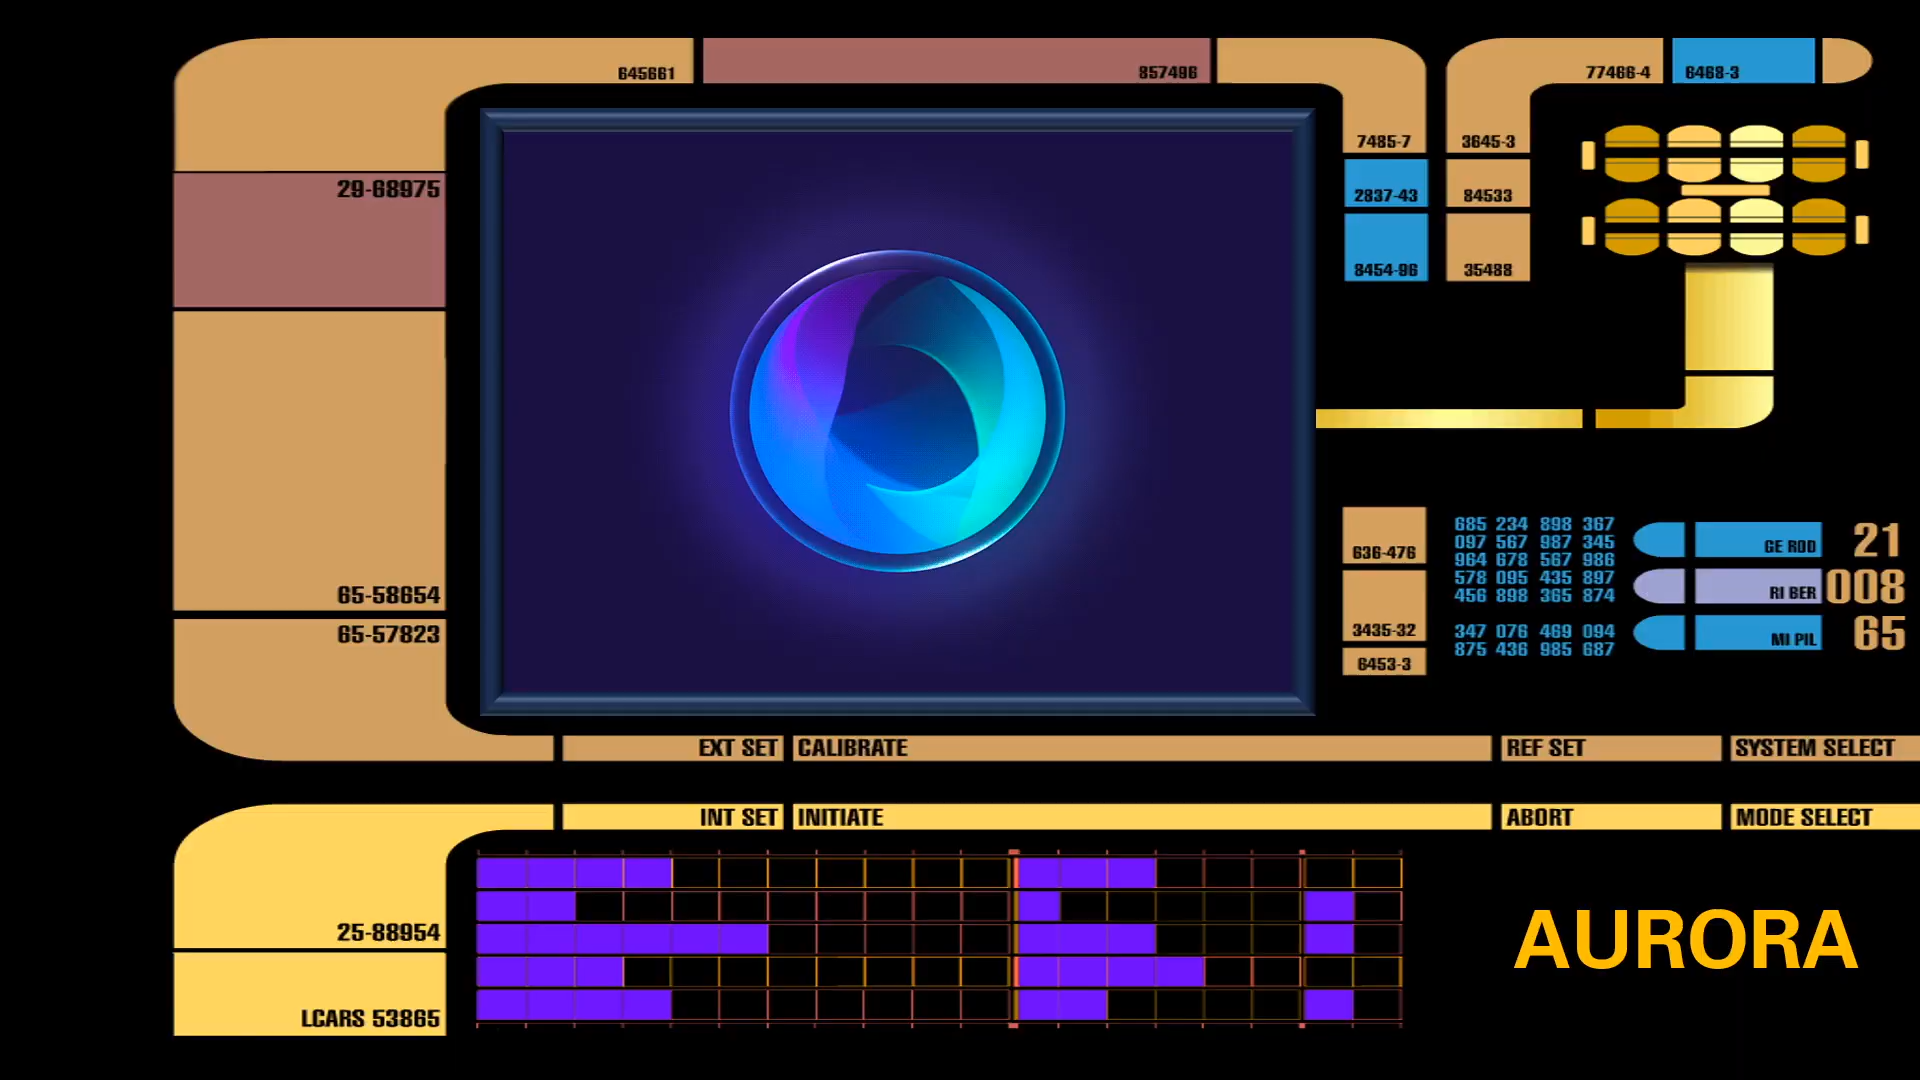 645661
857496
77466-4
6468-3
7485-7
3645-3
29-68975
2837-43
84533
8454-96
35488
636-476
3435-32
6453-3
685 234 898 367
097 567 987 345
964 678 567 986
578 095 435 897
456 898 365 874
347 076 469 094
875 436 985 687
GE ROD 21
RI BER 008
MI PIL 65
65-58654
65-57823
EXT SET CALIBRATE REF SET SYSTEM SELECT
INT SET INITIATE ABORT MODE SELECT
25-88954
LCARS 53865
AURORA